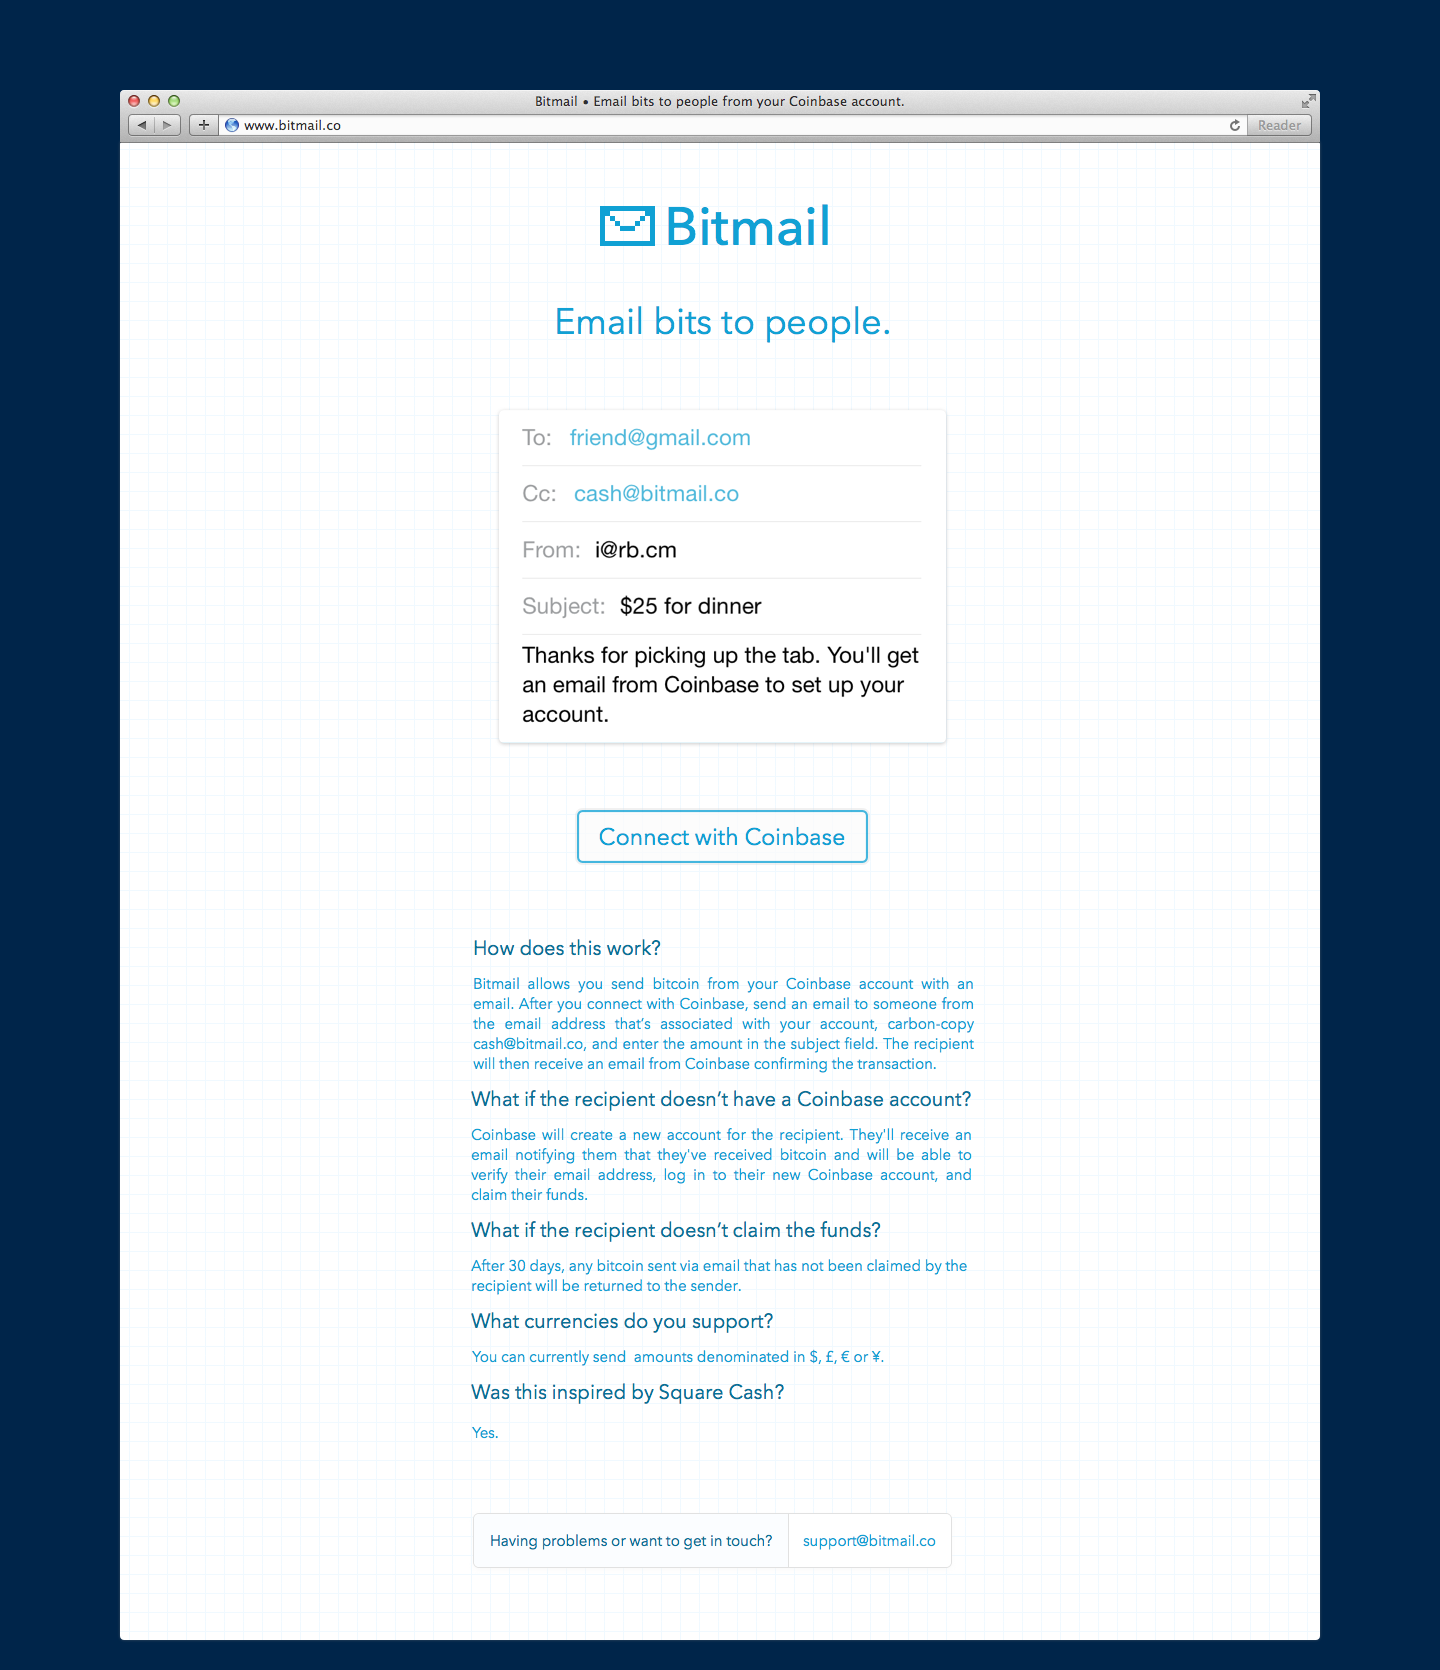 Bitmail • Email bits to people from your Coinbase account.
www.bitmail.co
Reader
Bitmail
Email bits to people.
To: friend@gmail.com
Cc: cash@bitmail.co
From: i@rb.cm
Subject: $25 for dinner
Thanks for picking up the tab. You'll get
an email from Coinbase to set up your
account.
Connect with Coinbase
How does this work?
Bitmail allows you send bitcoin from your Coinbase account with an
email. After you connect with Coinbase, send an email to someone from
the email address that’s associated with your account, carbon-copy
cash@bitmail.co, and enter the amount in the subject field. The recipient
will then receive an email from Coinbase confirming the transaction.
What if the recipient doesn’t have a Coinbase account?
Coinbase will create a new account for the recipient. They'll receive an
email notifying them that they've received bitcoin and will be able to
verify their email address, log in to their new Coinbase account, and
claim their funds.
What if the recipient doesn’t claim the funds?
After 30 days, any bitcoin sent via email that has not been claimed by the
recipient will be returned to the sender.
What currencies do you support?
You can currently send  amounts denominated in $, £, € or ¥.
Was this inspired by Square Cash?
Yes.
Having problems or want to get in touch?
support@bitmail.co